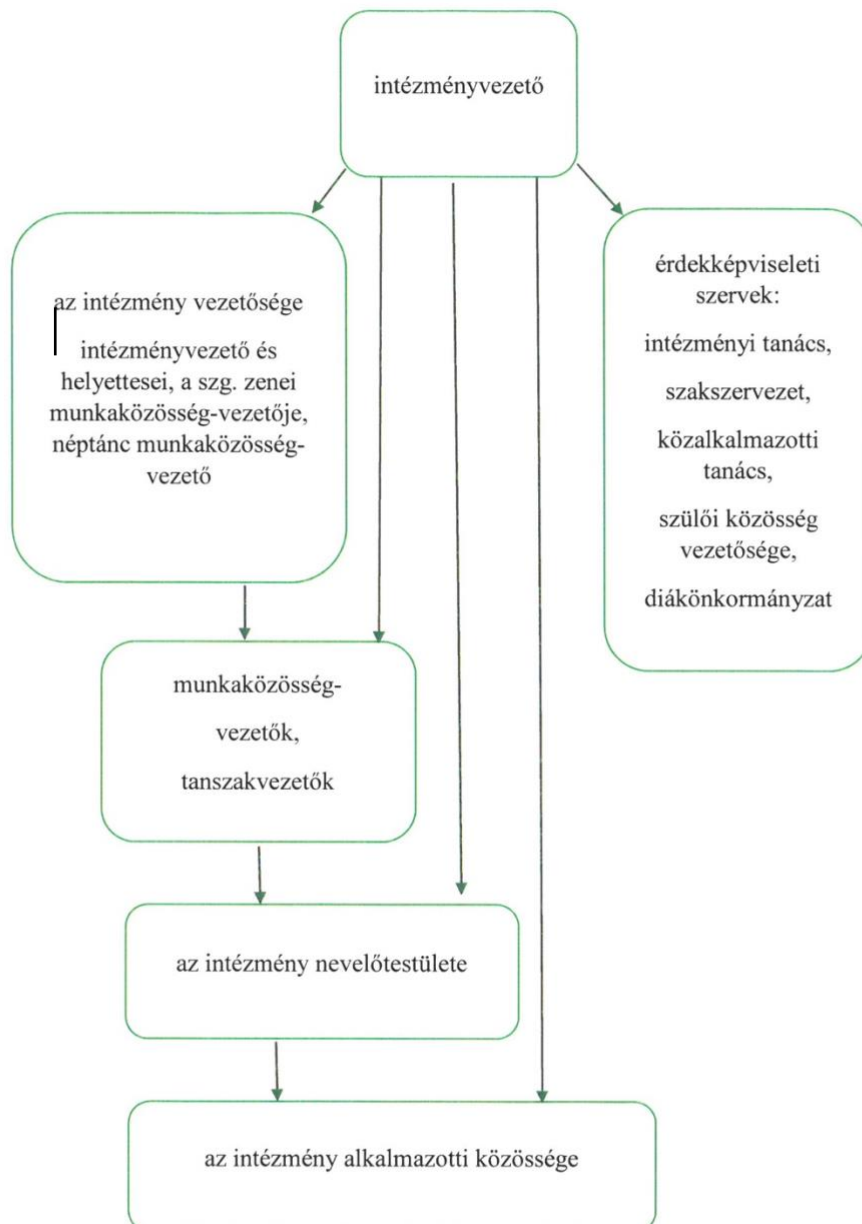 intézményvezető
az intézmény vezetősége
intézményvezető és
helyettesei, a szg. zenei
munkaközösség-vezetője,
néptánc munkaközösség-
vezető
érdekképviseleti
szervek:
intézményi tanács,
szakszervezet,
közalkalmazotti
tanács,
szülői közösség
vezetősége,
diákönkormányzat
munkaközösség-
vezetők,
tanszakvezetők
az intézmény nevelőtestülete
az intézmény alkalmazotti közössége